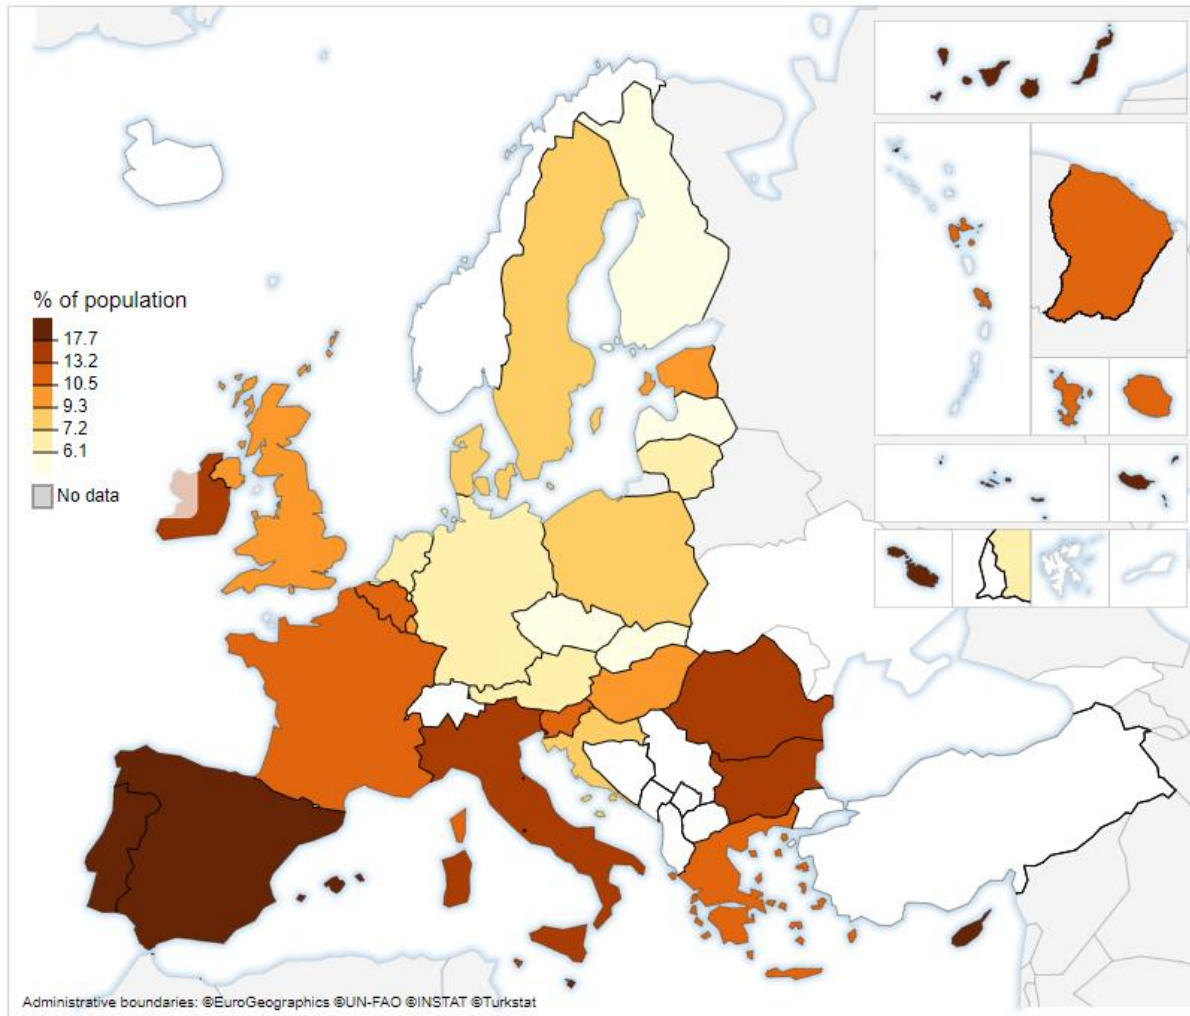 % of population
17.7
13.2
10.5
9.3
7.2
6.1
No data
Administrative boundaries: ©EuroGeographics ©UN-FAO ©INSTAT ©Turkstat